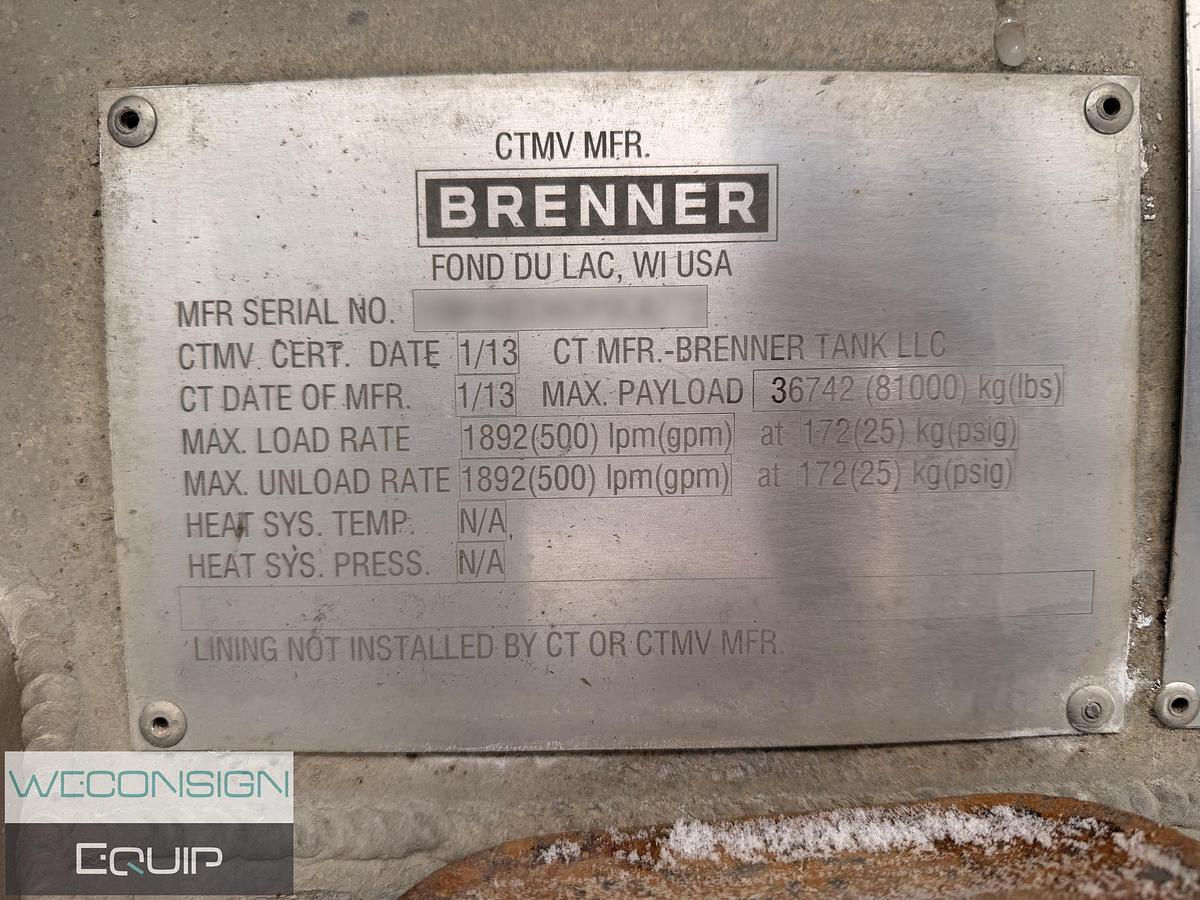 CTMV MFR.
BRENNER
FOND DU LAC, WI USA
MFR SERIAL NO.
CTMV CERT. DATE 1/13 CT MFR.-BRENNER TANK LLC
CT DATE OF MFR. 1/13 MAX. PAYLOAD 36742 (81000) kg(lbs)
MAX. LOAD RATE 1892(500) lpm(gpm) at 172(25) kg(psig)
MAX. UNLOAD RATE 1892(500) lpm(gpm) at 172(25) kg(psig)
HEAT SYS. TEMP. N/A
HEAT SYS. PRESS. N/A
LINING NOT INSTALLED BY CT OR CTMV MFR.
WECONSIGN
EQUIP